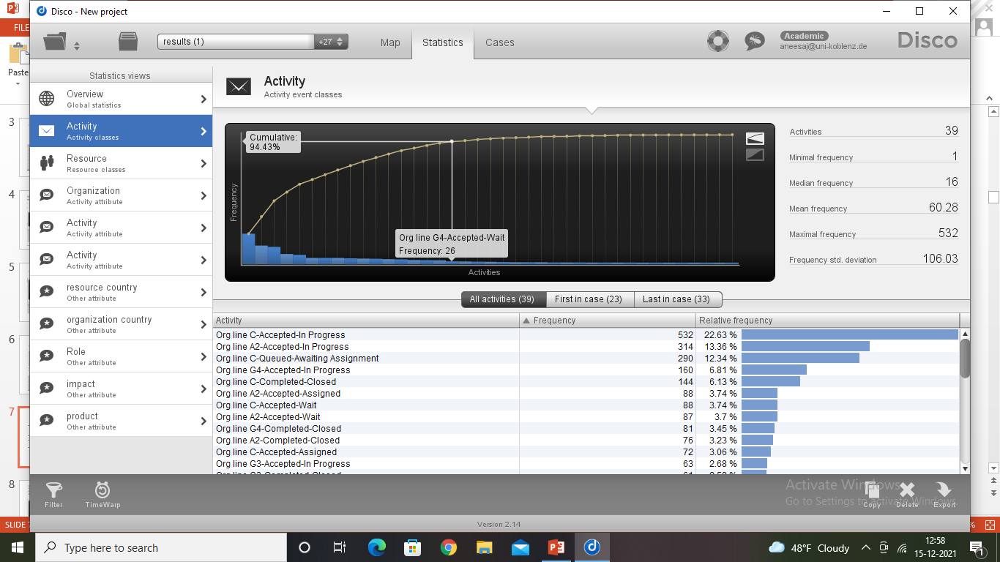 Disco - New project
FILE
Paste
results (1)
+27
Map
Statistics
Cases
Academic
aneesaj@uni-koblenz.de
Disco
Statistics views
Overview
Global statistics
Activity
Activity classes
Resource
Resource classes
Organization
Activity attribute
Activity
Activity attribute
Activity
Activity attribute
resource country
Other attribute
organization country
Other attribute
Role
Other attribute
impact
Other attribute
product
Other attribute
3
4
5
6
7
8
Activity
Activity event classes
Cumulative:
94.43%
Frequency
Org line G4-Accepted-Wait
Frequency: 26
Activities
Activities 39
Minimal frequency 1
Median frequency 16
Mean frequency 60.28
Maximal frequency 532
Frequency std. deviation 106.03
All activities (39)
First in case (23)
Last in case (33)
Activity Frequency Relative frequency
Org line C-Accepted-In Progress 532 22.63 %
Org line A2-Accepted-In Progress 314 13.36 %
Org line C-Queued-Awaiting Assignment 290 12.34 %
Org line G4-Accepted-In Progress 160 6.81 %
Org line C-Completed-Closed 144 6.13 %
Org line A2-Accepted-Assigned 88 3.74 %
Org line C-Accepted-Wait 88 3.74 %
Org line A2-Accepted-Wait 87 3.7 %
Org line G4-Completed-Closed 81 3.45 %
Org line A2-Completed-Closed 76 3.23 %
Org line C-Accepted-Assigned 72 3.06 %
Org line G3-Accepted-In Progress 63 2.68 %
Filter
TimeWarp
Activate Windows
Go to Settings to activate Windows.
Copy
Delete
Export
SLIDE
%
Version 2.14
Type here to search
48°F Cloudy
12:58
15-12-2021
1